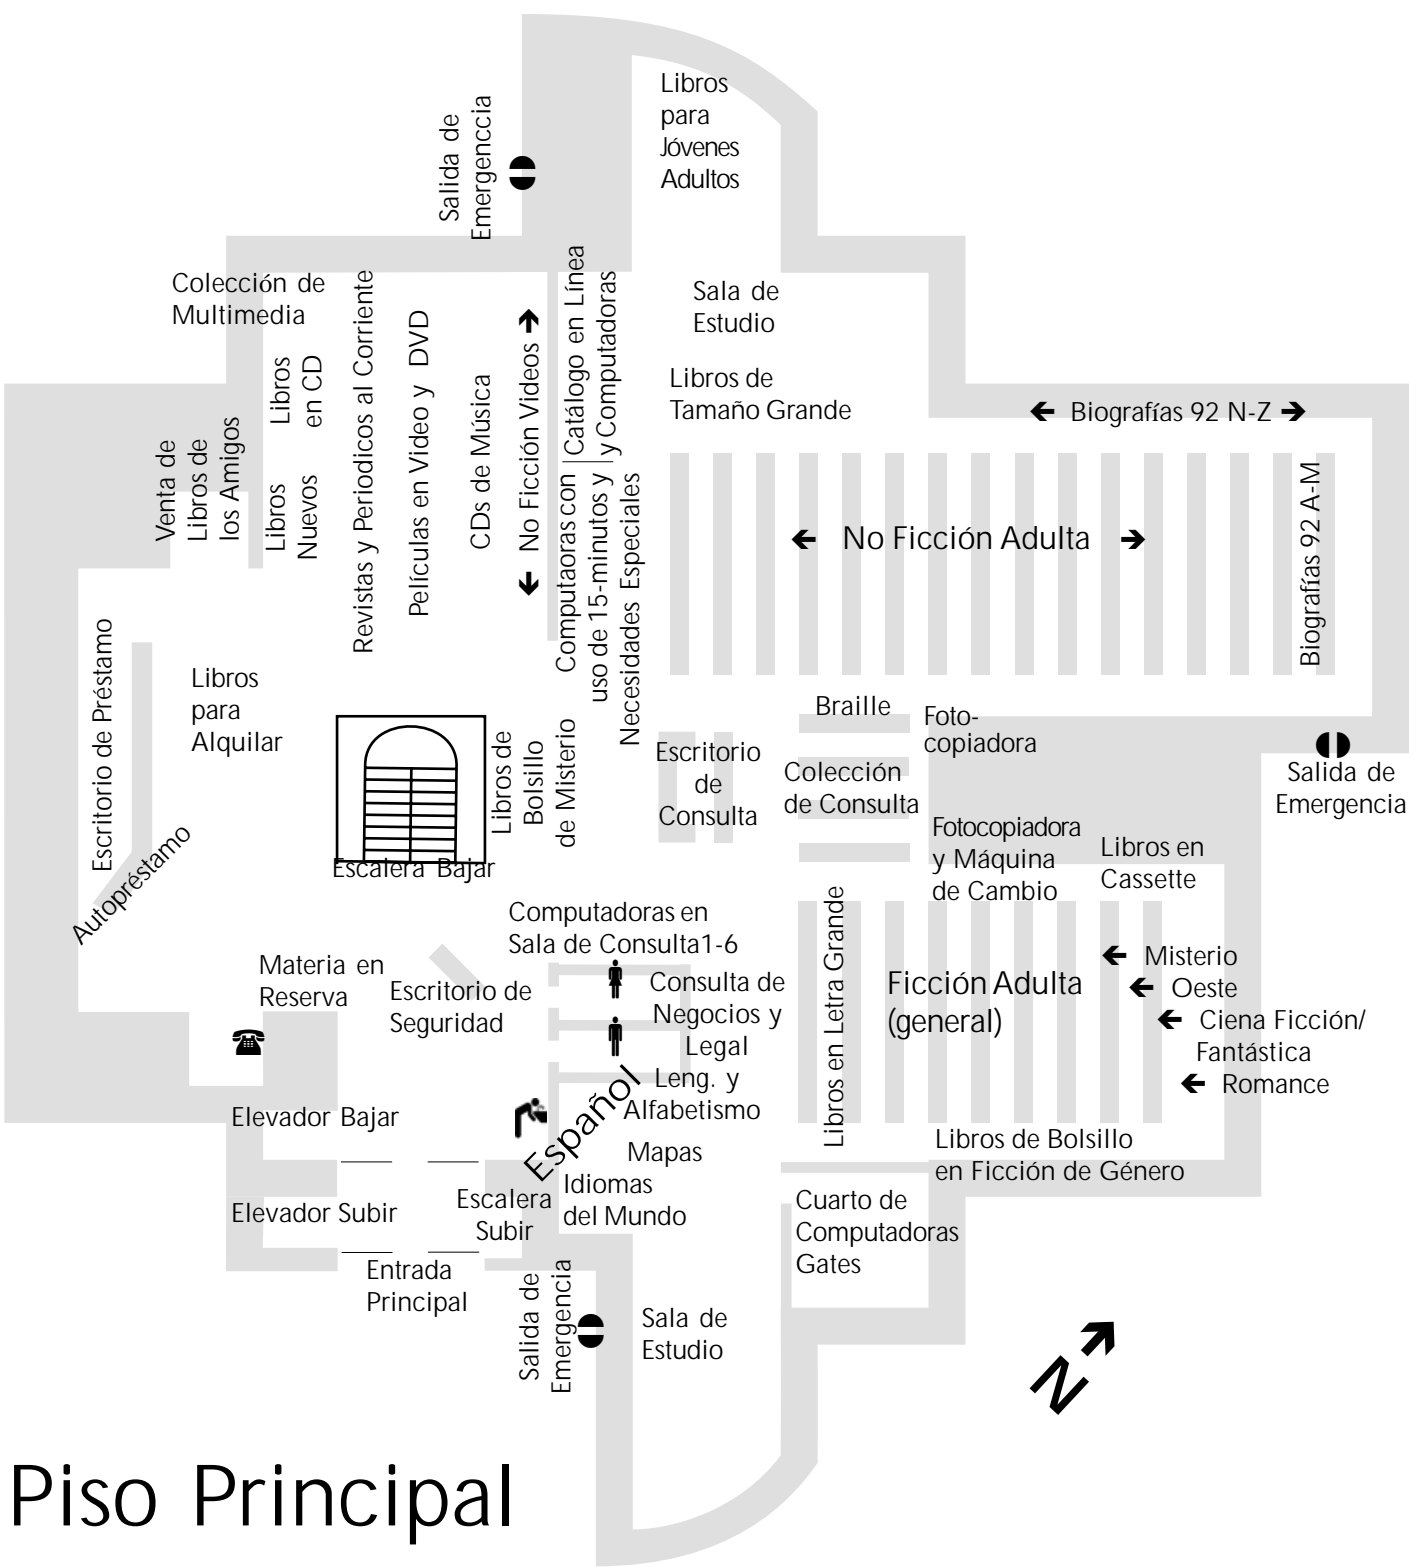 Libros
para
Jóvenes
Adultos
Salida de
Emergenccia
Colección de
Multimedia
Libros
en CD
Revistas y Periodicos al Corriente
Películas en Video y DVD
CDs de Música
← No Ficción Videos →
Catálogo en Línea
y Computadoras
Sala de
Estudio
Libros de
Tamaño Grande
← Biografías 92 N-Z →
Venta de
Libros de
los Amigos
Libros
Nuevos
Computaoras con
uso de 15-minutos y
Necesidades Especiales
← No Ficción Adulta →
Biografías 92 A-M
Escritorio de Préstamo
Libros
para
Alquilar
Autopréstamo
Escalera Bajar
Libros de
Bolsillo
de Misterio
Escritorio
de
Consulta
Braille
Colección
de Consulta
Foto-
copiadora
Salida de
Emergencia
Fotocopiadora
y Máquina
de Cambio
Libros en
Cassette
Computadoras en
Sala de Consulta1-6
Materia en
Reserva
Escritorio de
Seguridad
Consulta de
Negocios y
Legal
Leng. y
Alfabetismo
Español
Mapas
Idiomas
del Mundo
Libros en Letra Grande
Ficción Adulta
(general)
← Misterio
← Oeste
← Ciena Ficción/
Fantástica
← Romance
Libros de Bolsillo
en Ficción de Género
Elevador Bajar
Elevador Subir
Escalera
Subir
Entrada
Principal
Salida de
Emergencia
Sala de
Estudio
Cuarto de
Computadoras
Gates
N
Piso Principal